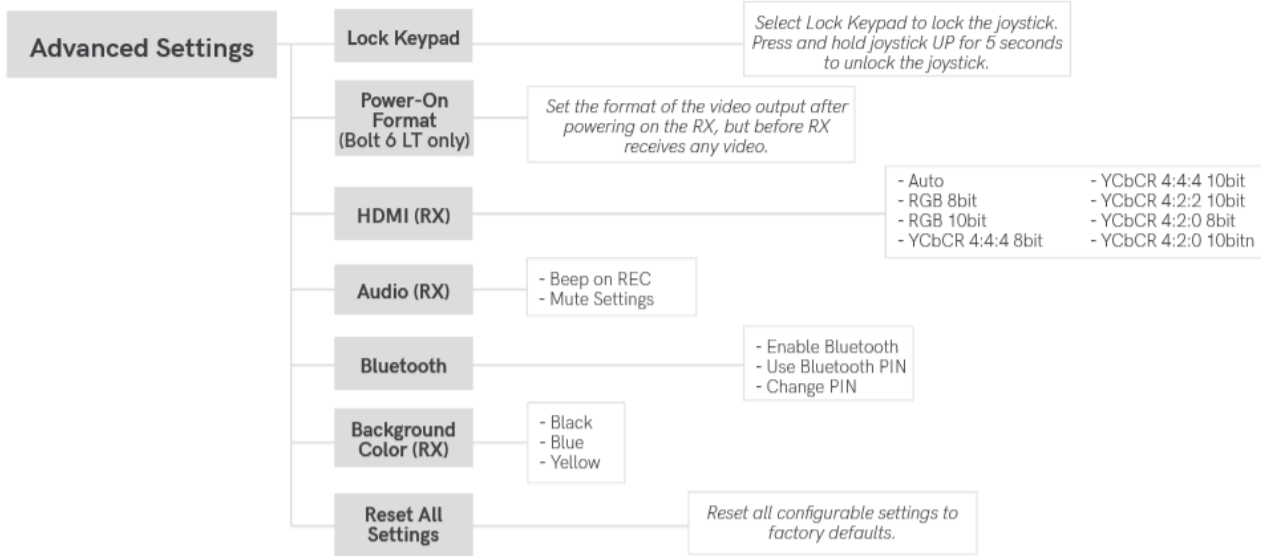 Advanced Settings
Lock Keypad
Select Lock Keypad to lock the joystick.
Press and hold joystick UP for 5 seconds
to unlock the joystick.
Power-On
Format
(Bolt 6 LT only)
Set the format of the video output after
powering on the RX, but before RX
receives any video.
HDMI (RX)
- Auto
- RGB 8bit
- RGB 10bit
- YCbCR 4:4:4 8bit
- YCbCR 4:4:4 10bit
- YCbCR 4:2:2 10bit
- YCbCR 4:2:0 8bit
- YCbCR 4:2:0 10bitn
Audio (RX)
- Beep on REC
- Mute Settings
Bluetooth
- Enable Bluetooth
- Use Bluetooth PIN
- Change PIN
Background
Color (RX)
- Black
- Blue
- Yellow
Reset All
Settings
Reset all configurable settings to
factory defaults.